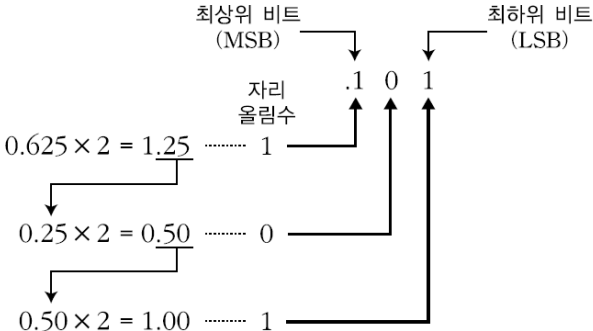 최상위 비트
(MSB)
최하위 비트
(LSB)
.1 0 1
자리
올림수
0.625 × 2 = 1.25 ········ 1
0.25 × 2 = 0.50 ········ 0
0.50 × 2 = 1.00 ········ 1